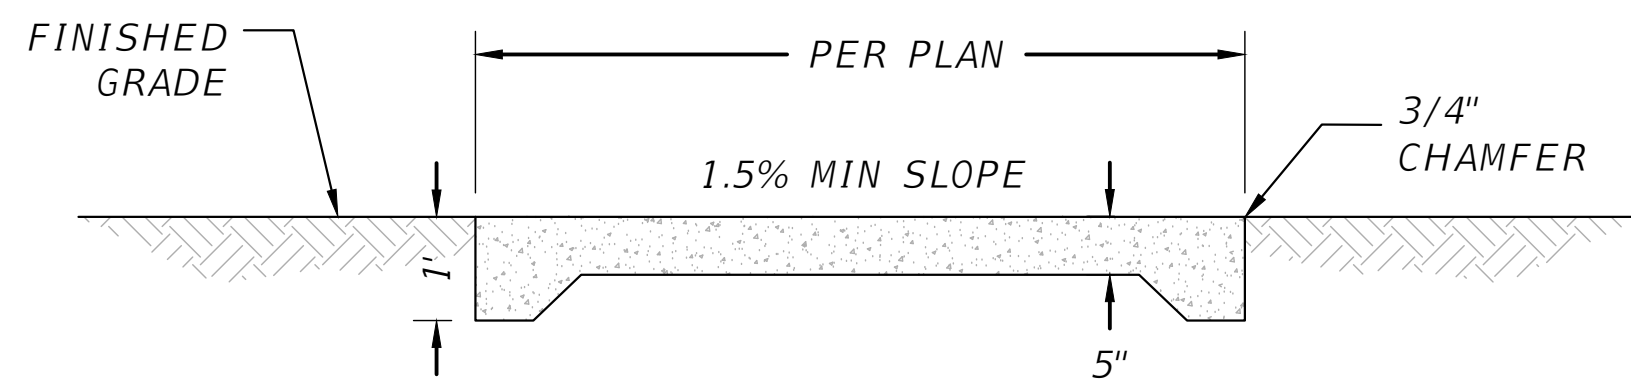 FINISHED
GRADE
PER PLAN
3/4"
CHAMFER
1.5% MIN SLOPE
1'
5"